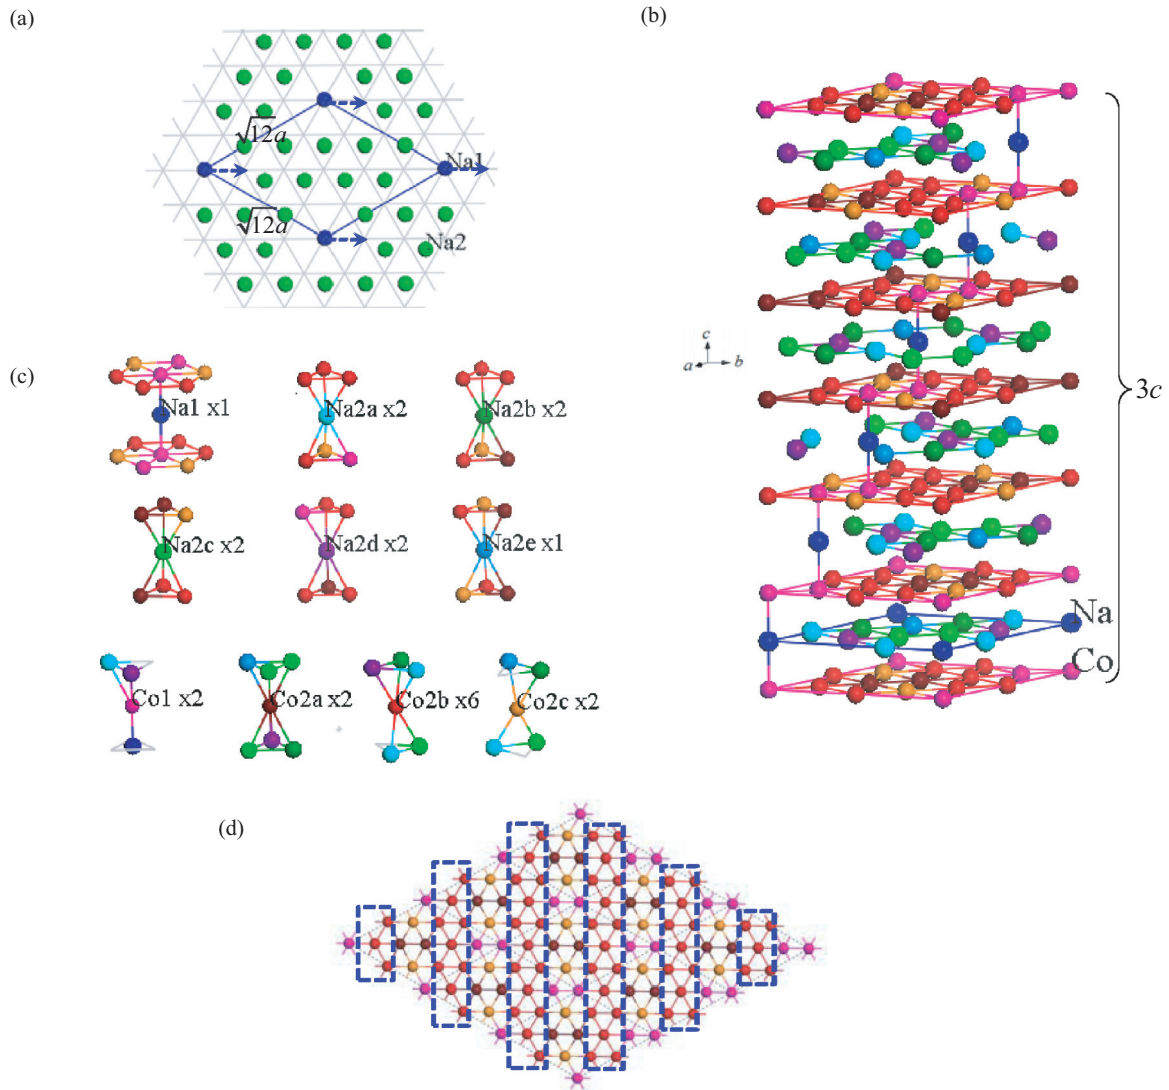 (a)
√12a
Na1
√12a
Na2
(b)
c
a
b
3c
Na
Co
(c)
Na1 x1
Na2a x2
Na2b x2
Na2c x2
Na2d x2
Na2e x1
Co1 x2
Co2a x2
Co2b x6
Co2c x2
(d)